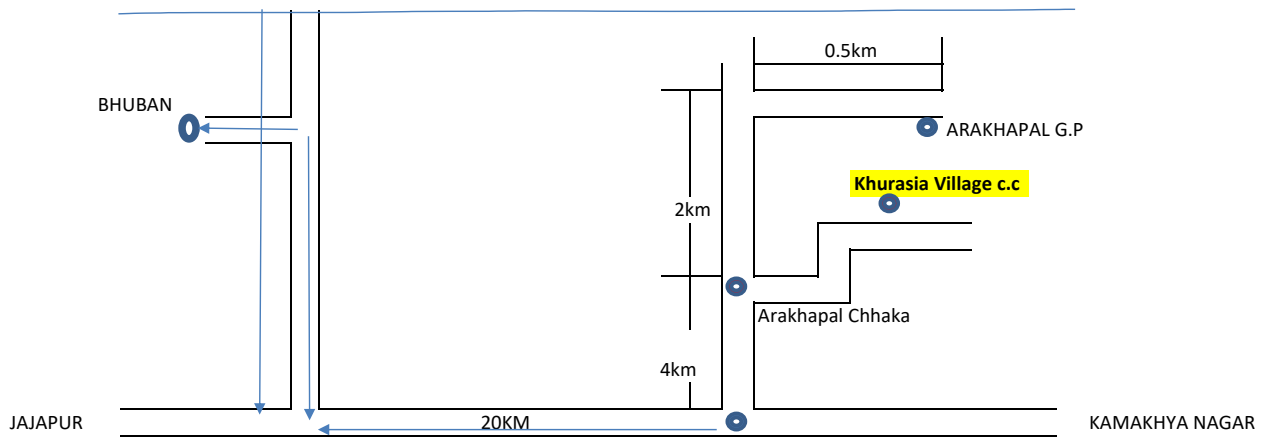 0.5km
BHUBAN
ARAKHAPAL G.P
Khurasia Village c.c
2km
Arakhapal Chhaka
4km
JAJAPUR
20KM
KAMAKHYA NAGAR